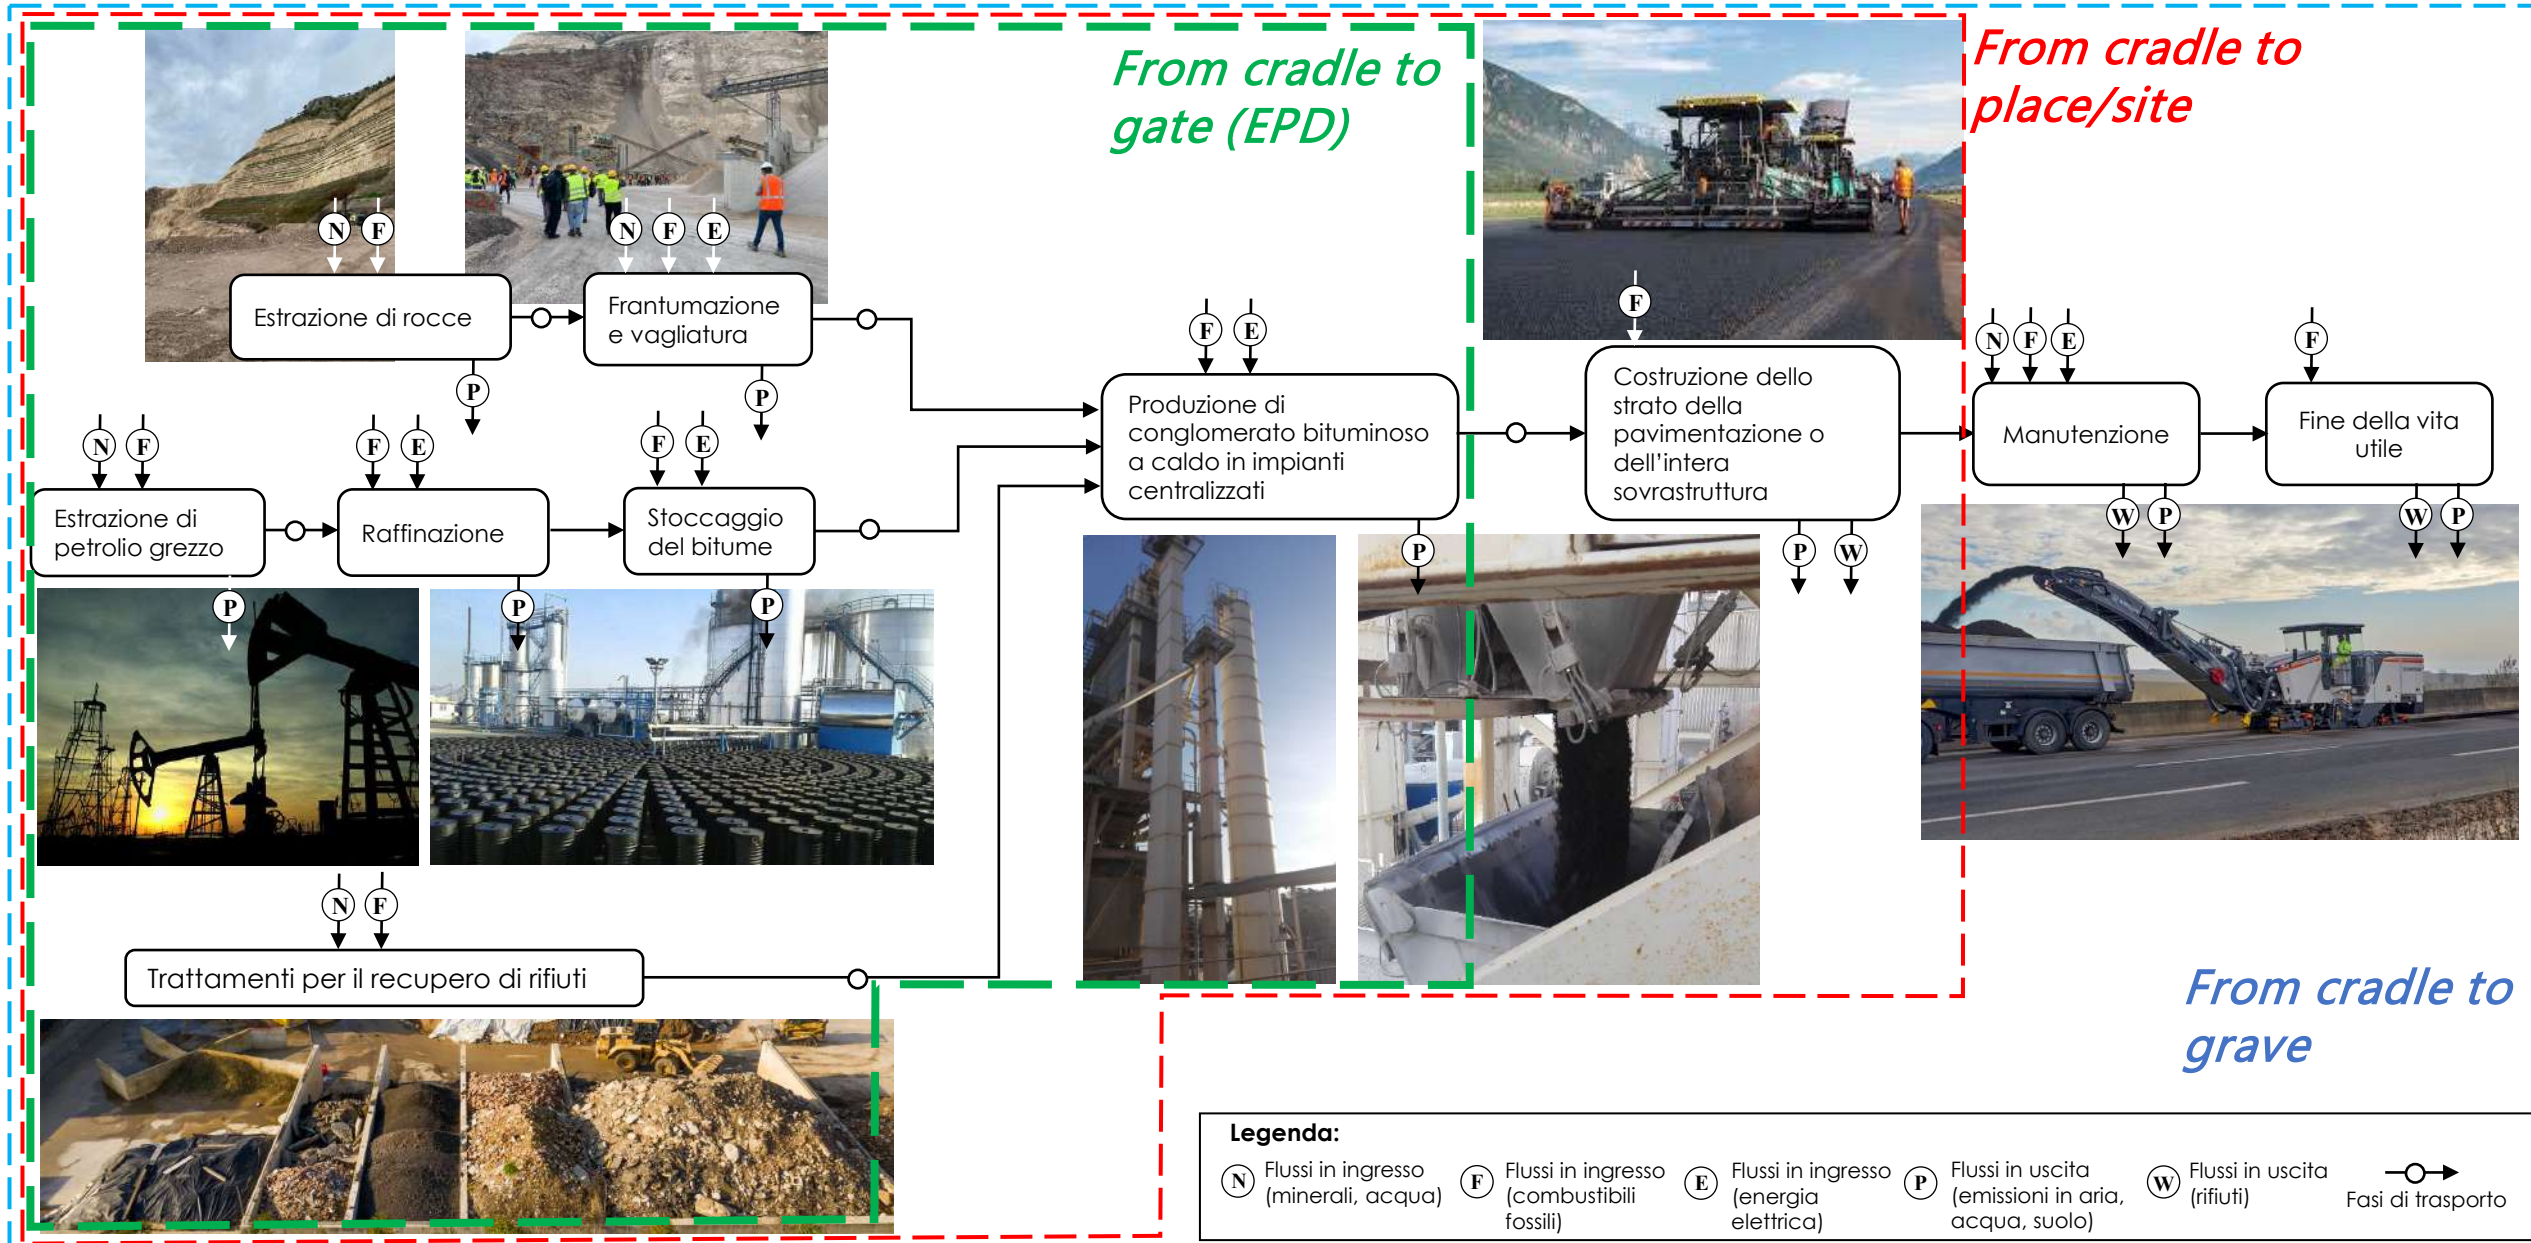 From cradle to
gate (EPD)
From cradle to
place/site
N F
N F E
Estrazione di rocce
Frantumazione
e vagliatura
P
P
F E
F
N F E
F
Produzione di
conglomerato bituminoso
a caldo in impianti
centralizzati
Costruzione dello
strato della
pavimentazione o
dell'intera
sovrastruttura
Manutenzione
Fine della vita
utile
N F
F E
F E
Estrazione di
petrolio grezzo
Raffinazione
Stoccaggio
del bitume
P
P
P
P
P W
W P
W P
N F
Trattamenti per il recupero di rifiuti
From cradle to
grave
Legenda:
N Flussi in ingresso
(minerali, acqua)
F Flussi in ingresso
(combustibili
fossili)
E Flussi in ingresso
(energia
elettrica)
P Flussi in uscita
(emissioni in aria,
acqua, suolo)
W Flussi in uscita
(rifiuti)
Fasi di trasporto